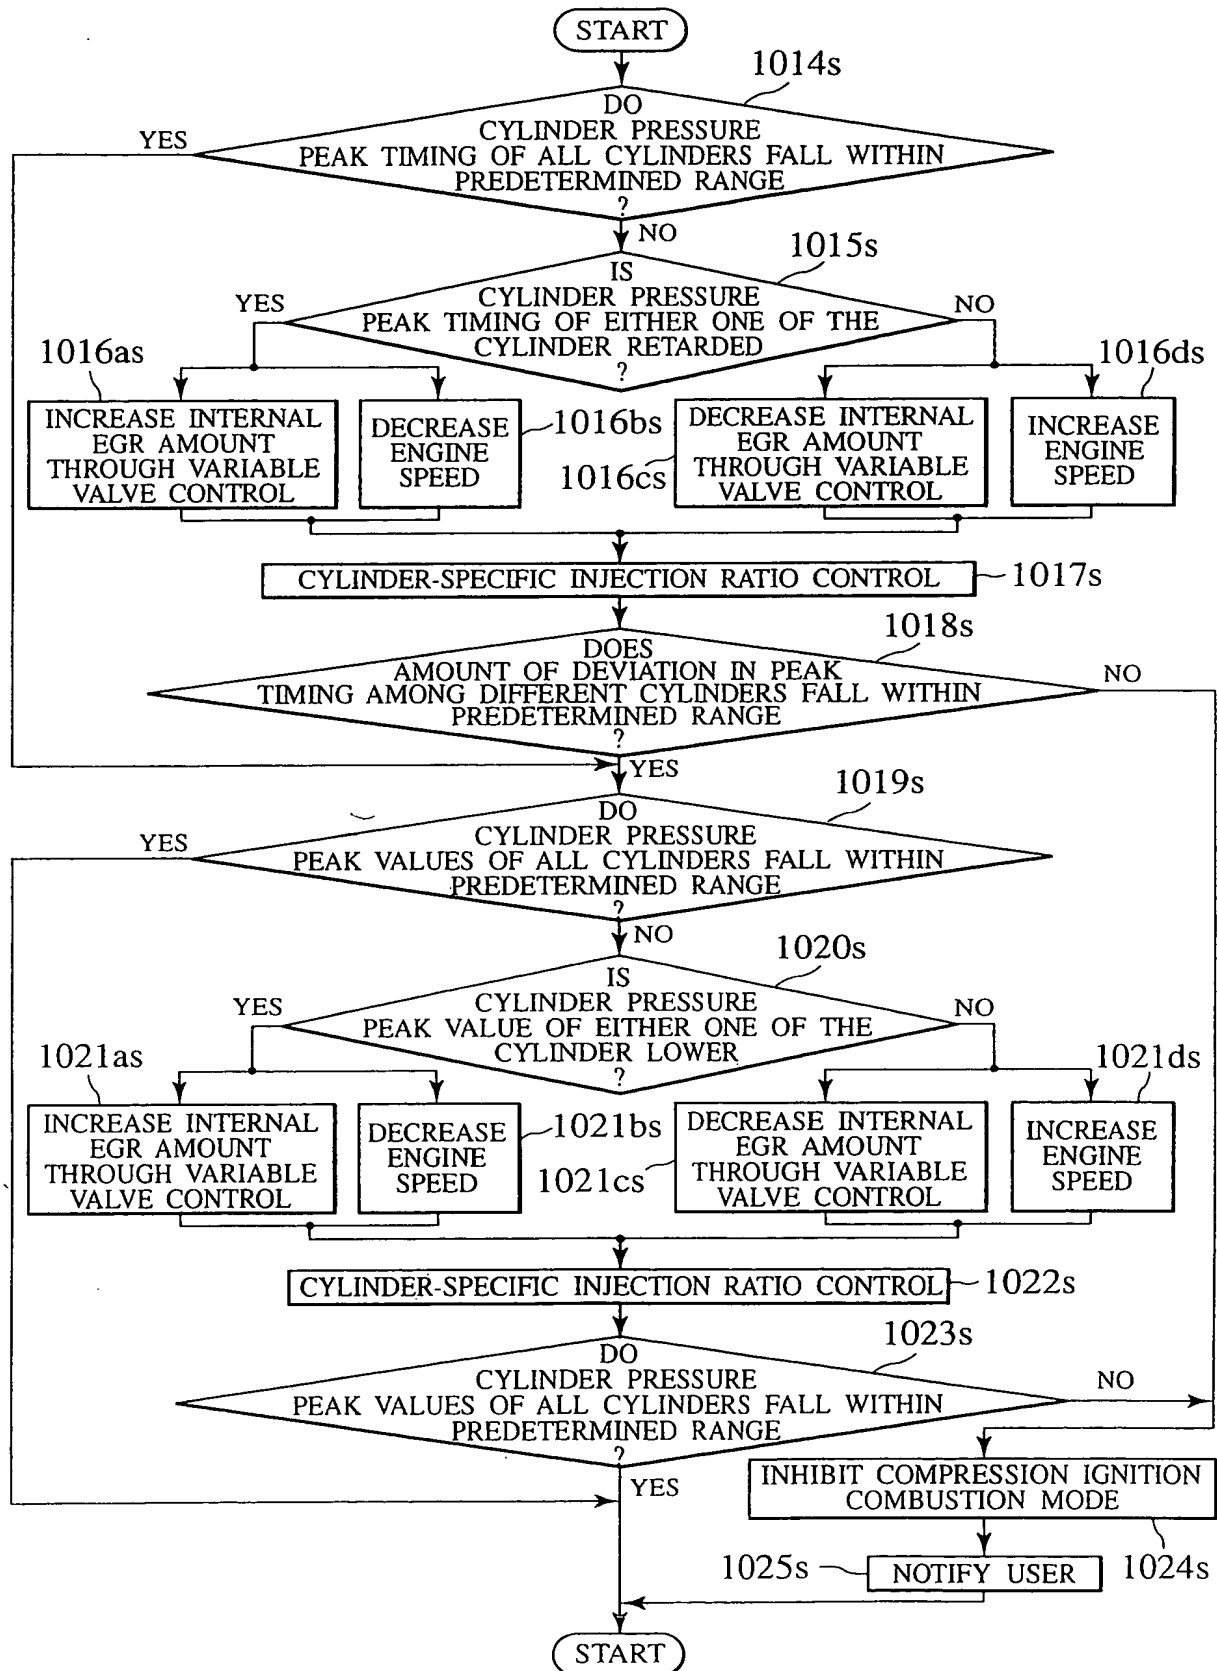 START
1014s
DO
CYLINDER PRESSURE
PEAK TIMING OF ALL CYLINDERS FALL WITHIN
PREDETERMINED RANGE
?
YES
NO
1015s
IS
CYLINDER PRESSURE
PEAK TIMING OF EITHER ONE OF THE
CYLINDER RETARDED
?
YES
NO
1016as
INCREASE INTERNAL
EGR AMOUNT
THROUGH VARIABLE
VALVE CONTROL
DECREASE
ENGINE
SPEED
1016bs
1016cs
DECREASE INTERNAL
EGR AMOUNT
THROUGH VARIABLE
VALVE CONTROL
1016ds
INCREASE
ENGINE
SPEED
CYLINDER-SPECIFIC INJECTION RATIO CONTROL
1017s
1018s
DOES
AMOUNT OF DEVIATION IN PEAK
TIMING AMONG DIFFERENT CYLINDERS FALL WITHIN
PREDETERMINED RANGE
?
NO
YES
1019s
DO
CYLINDER PRESSURE
PEAK VALUES OF ALL CYLINDERS FALL WITHIN
PREDETERMINED RANGE
?
YES
NO
1020s
IS
CYLINDER PRESSURE
PEAK VALUE OF EITHER ONE OF THE
CYLINDER LOWER
?
YES
NO
1021as
INCREASE INTERNAL
EGR AMOUNT
THROUGH VARIABLE
VALVE CONTROL
DECREASE
ENGINE
SPEED
1021bs
1021cs
DECREASE INTERNAL
EGR AMOUNT
THROUGH VARIABLE
VALVE CONTROL
1021ds
INCREASE
ENGINE
SPEED
CYLINDER-SPECIFIC INJECTION RATIO CONTROL
1022s
1023s
DO
CYLINDER PRESSURE
PEAK VALUES OF ALL CYLINDERS FALL WITHIN
PREDETERMINED RANGE
?
NO
YES
INHIBIT COMPRESSION IGNITION
COMBUSTION MODE
1024s
1025s
NOTIFY USER
START